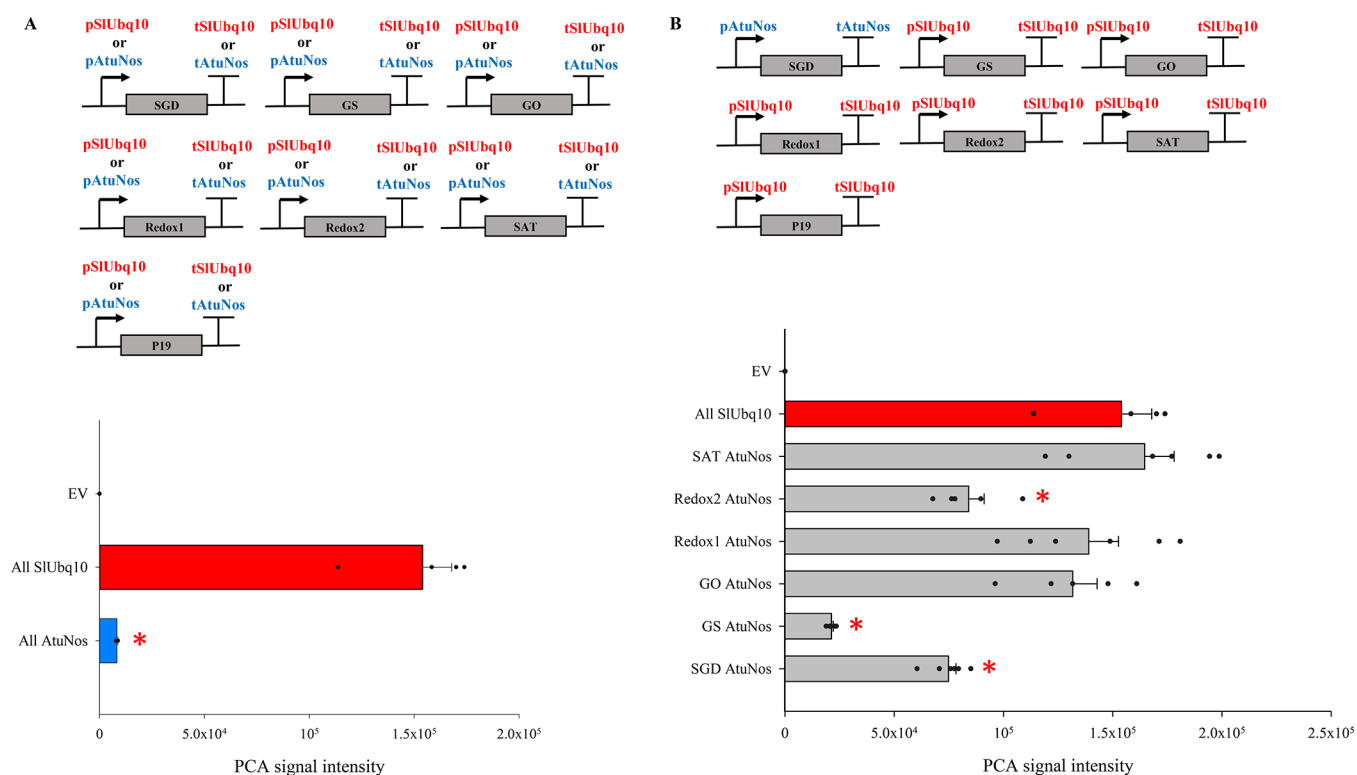 A
pSlUbq10 tSlUbq10 pSlUbq10 tSlUbq10 pSlUbq10 tSlUbq10
or or or or or or
pAtuNos tAtuNos pAtuNos tAtuNos pAtuNos tAtuNos
SGD GS GO
pSlUbq10 tSlUbq10 pSlUbq10 tSlUbq10 pSlUbq10 tSlUbq10
or or or or or or
pAtuNos tAtuNos pAtuNos tAtuNos pAtuNos tAtuNos
Redox1 Redox2 SAT
pSlUbq10 tSlUbq10
or or
pAtuNos tAtuNos
P19
EV
All SlUbq10
All AtuNos *
0 5.0x10⁴ 10⁵ 1.5x10⁵ 2.0x10⁵
PCA signal intensity
B
pAtuNos tAtuNos pSlUbq10 tSlUbq10 pSlUbq10 tSlUbq10
SGD GS GO
pSlUbq10 tSlUbq10 pSlUbq10 tSlUbq10 pSlUbq10 tSlUbq10
Redox1 Redox2 SAT
pSlUbq10 tSlUbq10
P19
EV
All SlUbq10
SAT AtuNos
Redox2 AtuNos *
Redox1 AtuNos
GO AtuNos
GS AtuNos *
SGD AtuNos *
0 5.0x10⁴ 10⁵ 1.5x10⁵ 2.0x10⁵ 2.5x10⁵
PCA signal intensity